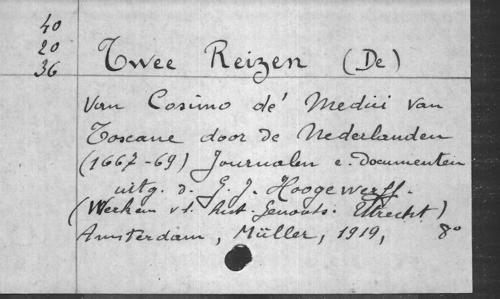 40
20
36
Twee Reizen (De)
van Cosimo de' Medici van
Toscane door de Nederlanden
(1667-69) Journalen e. Documenten
uitg. d. G. J. Hoogewerff.
(Werken v. h. hist. Genoots. Utrecht)
Amsterdam, Müller, 1919, 8°